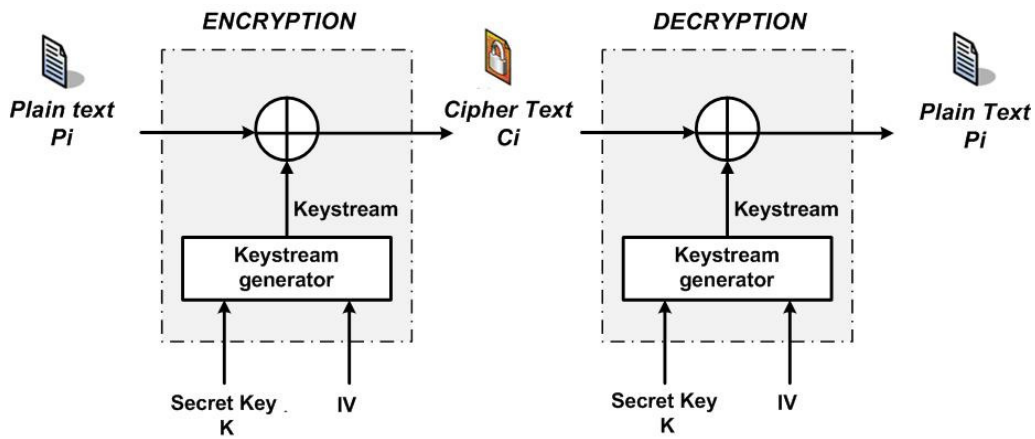 ENCRYPTION
DECRYPTION
Plain text
Pi
Cipher Text
Ci
Plain Text
Pi
Keystream
Keystream
Keystream
generator
Keystream
generator
Secret Key
K
IV
Secret Key
K
IV